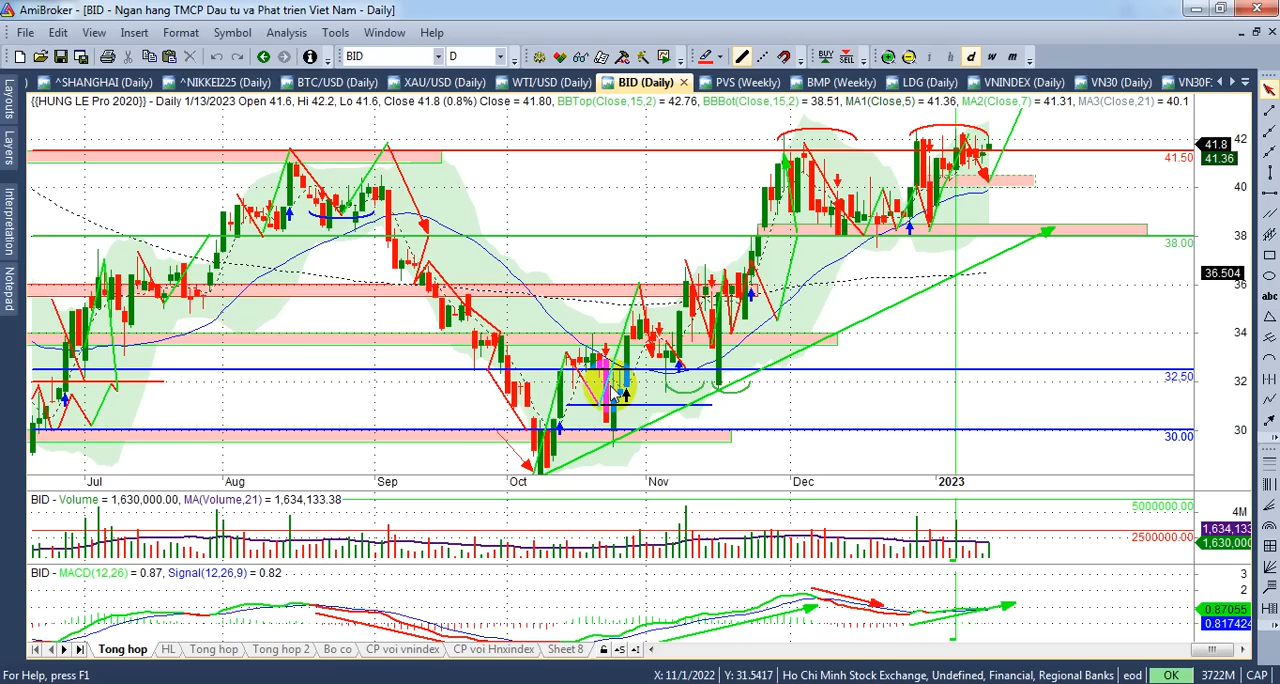 AmiBroker - [BID - Ngan hang TMCP Dau tu va Phat trien Viet Nam - Daily]
File Edit View Insert Format Symbol Analysis Tools Window Help
BID D BUY SELL i h d w m
^SHANGHAI (Daily) ^NIKKEI225 (Daily) BTC/USD (Daily) XAU/USD (Daily) WTI/USD (Daily) BID (Daily) PVS (Weekly) BMP (Weekly) LDG (Daily) VNINDEX (Daily) VN30 (Daily) VN30F:
Layouts
Layers
Interpretation
Notepad
{{HUNG LE Pro 2020}} - Daily 1/13/2023 Open 41.6, Hi 42.2, Lo 41.6, Close 41.8 (0.8%) Close = 41.80, BBTop(Close,15,2) = 42.76, BBBot(Close,15,2) = 38.51, MA1(Close,5) = 41.36, MA2(Close,7) = 41.31, MA3(Close,21) = 40.1
42
41.8
41.50
41.36
40
38
38.00
36.504
36
34
32.50
32
30
30.00
Jul Aug Sep Oct Nov Dec 2023
BID - Volume = 1,630,000.00, MA(Volume,21) = 1,634,133.38
5000000.00
4M
1,634,133
2500000.00
1,630,000
BID - MACD(12,26) = 0.87, Signal(12,26,9) = 0.82
3
2
0.87055
0.817424
Tong hop HL Tong hop Tong hop 2 Bo co CP voi vnindex CP voi Hnxindex Sheet 8
For Help, press F1 X: 11/1/2022 Y: 31.5417 Ho Chi Minh Stock Exchange, Undefined, Financial, Regional Banks eod OK 3722M CAP
abc